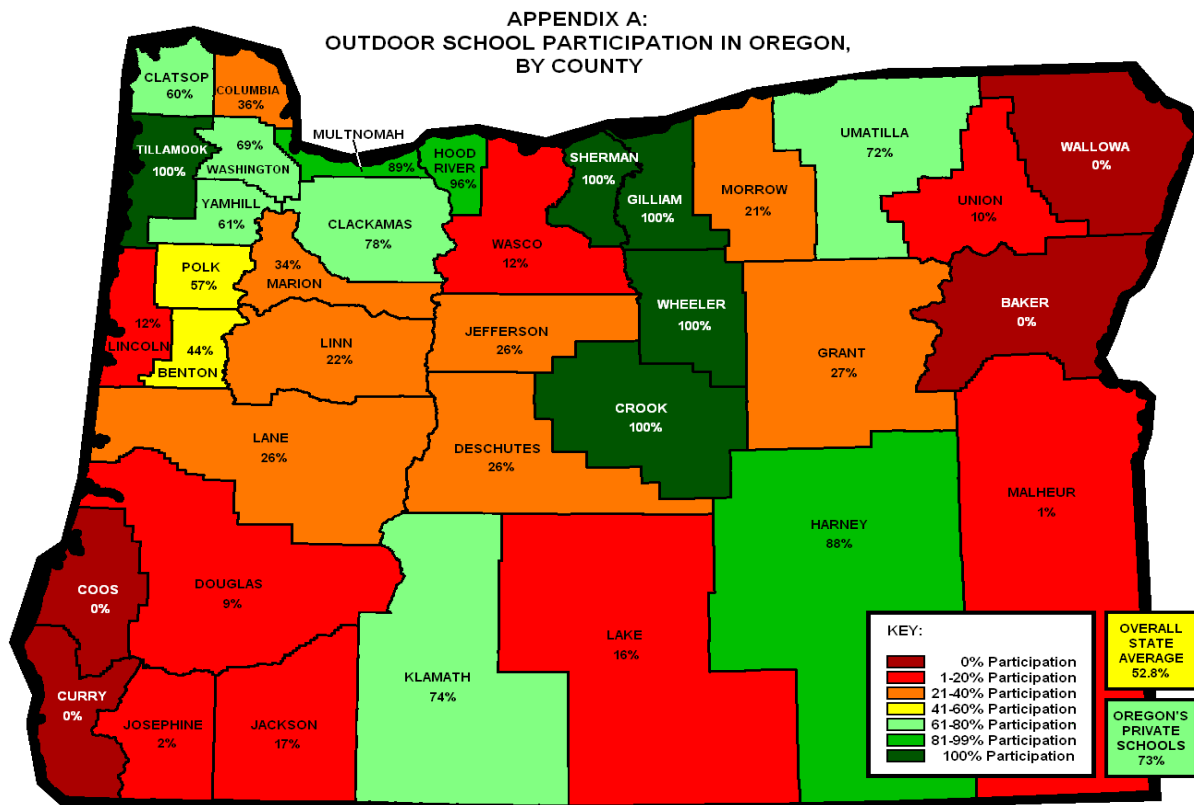 APPENDIX A:
OUTDOOR SCHOOL PARTICIPATION IN OREGON,
BY COUNTY
CLATSOP
60%
COLUMBIA
36%
TILLAMOOK
100%
69%
WASHINGTON
MULTNOMAH
89%
HOOD
RIVER
96%
SHERMAN
100%
GILLIAM
100%
MORROW
21%
UMATILLA
72%
UNION
10%
WALLOWA
0%
YAMHILL
61%
CLACKAMAS
78%
WASCO
12%
POLK
57%
34%
MARION
WHEELER
100%
BAKER
0%
12%
LINCOLN
44%
BENTON
LINN
22%
JEFFERSON
26%
GRANT
27%
CROOK
100%
LANE
26%
DESCHUTES
26%
MALHEUR
1%
HARNEY
88%
COOS
0%
DOUGLAS
9%
LAKE
16%
KLAMATH
74%
CURRY
0%
JOSEPHINE
2%
JACKSON
17%
KEY:
0% Participation
1-20% Participation
21-40% Participation
41-60% Participation
61-80% Participation
81-99% Participation
100% Participation
OVERALL
STATE
AVERAGE
52.8%
OREGON'S
PRIVATE
SCHOOLS
73%